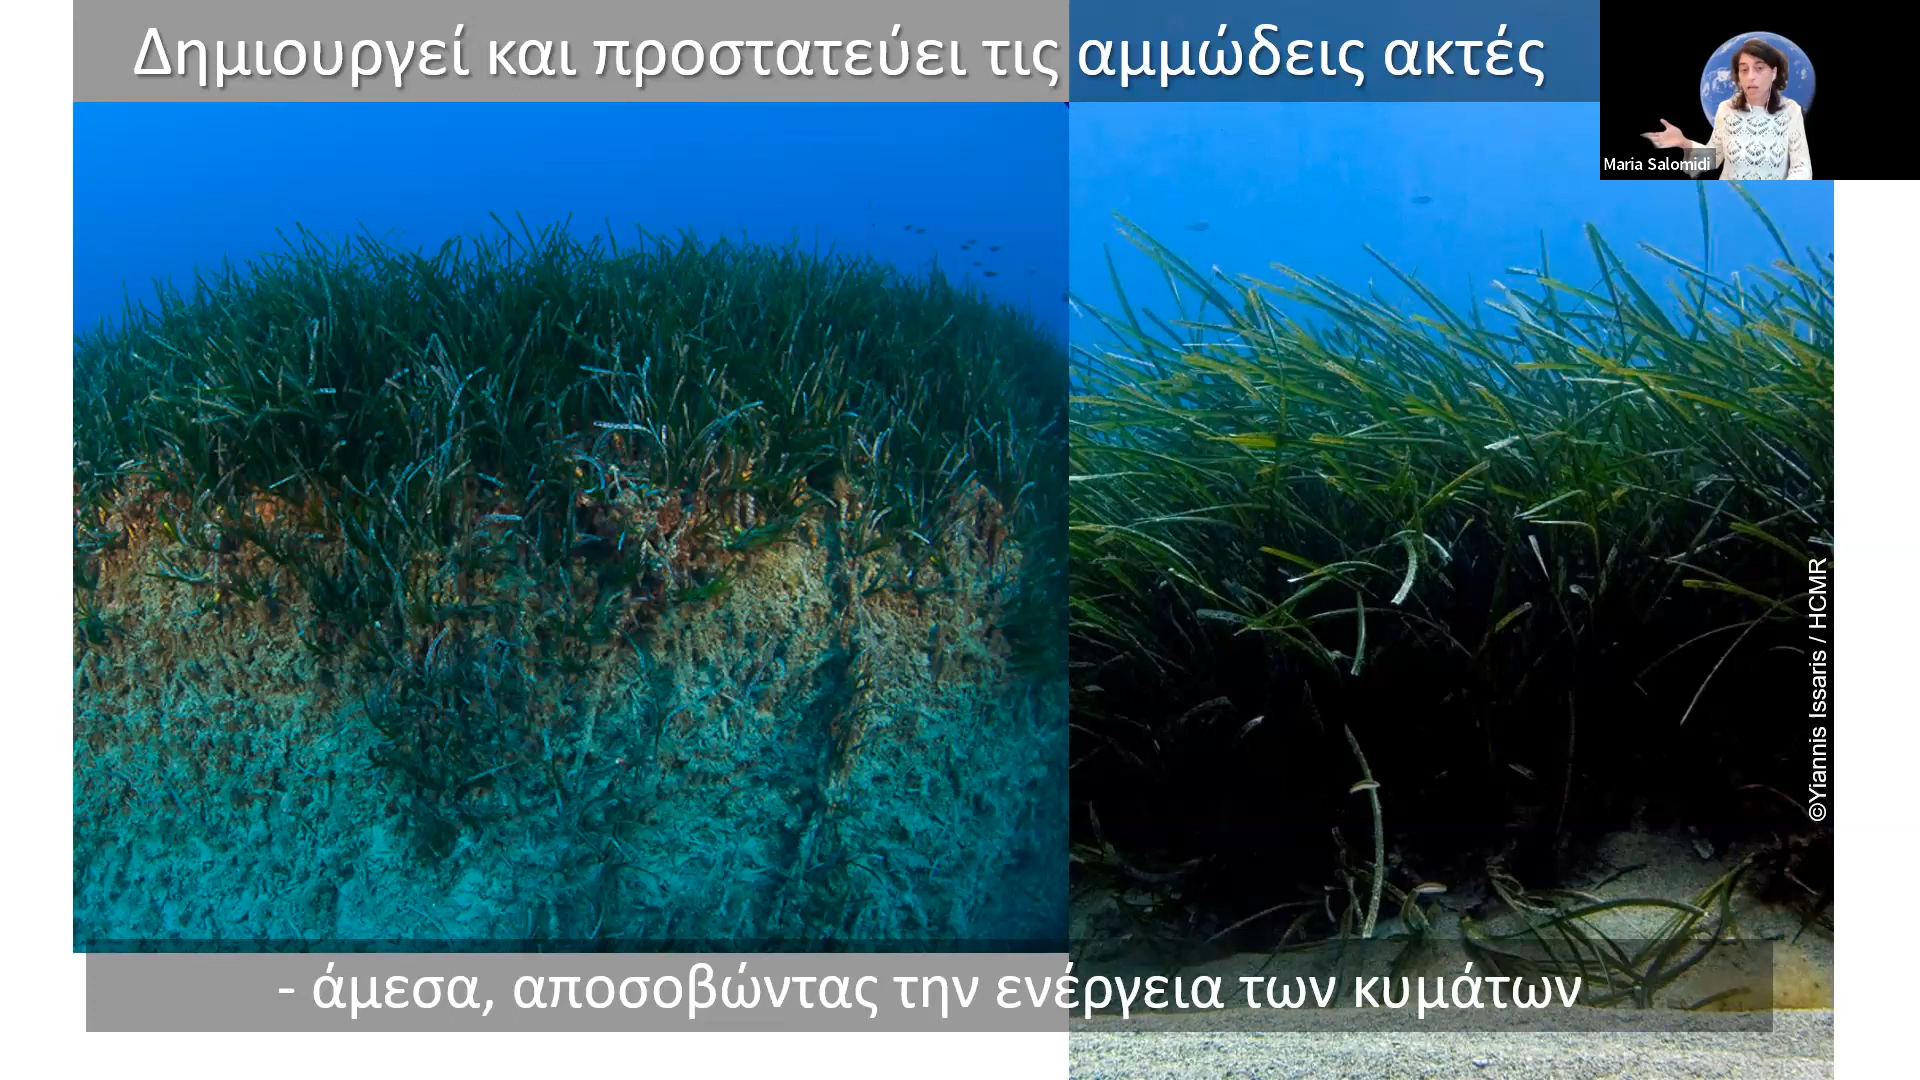 Δημιουργεί και προστατεύει τις αμμώδεις ακτές
Maria Salomidi
©Yiannis Issaris / HCMR
- άμεσα, αποσοβώντας την ενέργεια των κυμάτων